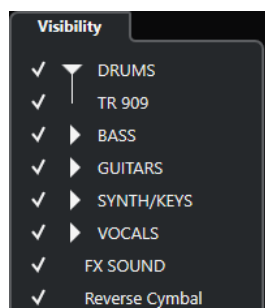 Visibility
DRUMS
TR 909
BASS
GUITARS
SYNTH/KEYS
VOCALS
FX SOUND
Reverse Cymbal